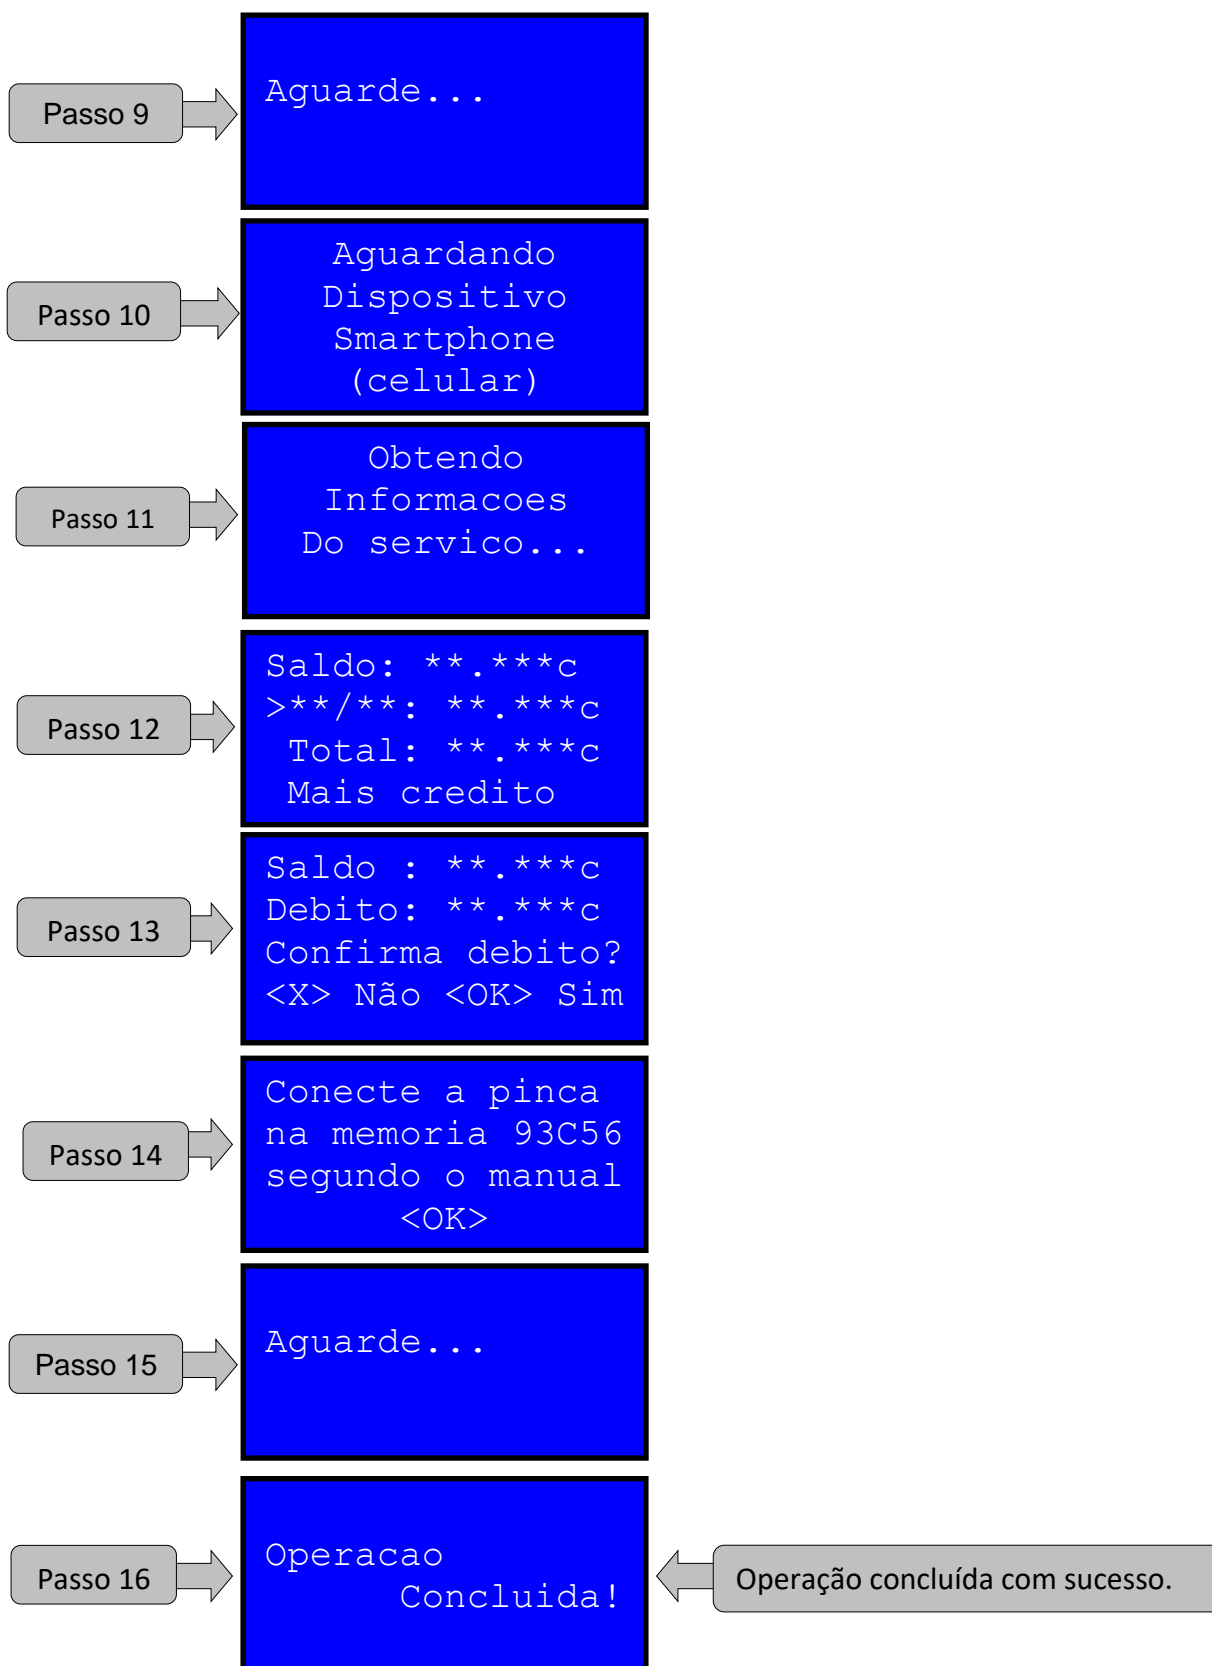 Passo 9
Aguarde...
Passo 10
Aguardando
Dispositivo
Smartphone
(celular)
Passo 11
Obtendo
Informacoes
Do servico...
Passo 12
Saldo: **.***c
>**/**: **.***c
Total: **.***c
Mais credito
Passo 13
Saldo : **.***c
Debito: **.***c
Confirma debito?
<X> Não <OK> Sim
Passo 14
Conecte a pinca
na memoria 93C56
segundo o manual
<OK>
Passo 15
Aguarde...
Passo 16
Operacao
Concluida!
Operação concluída com sucesso.